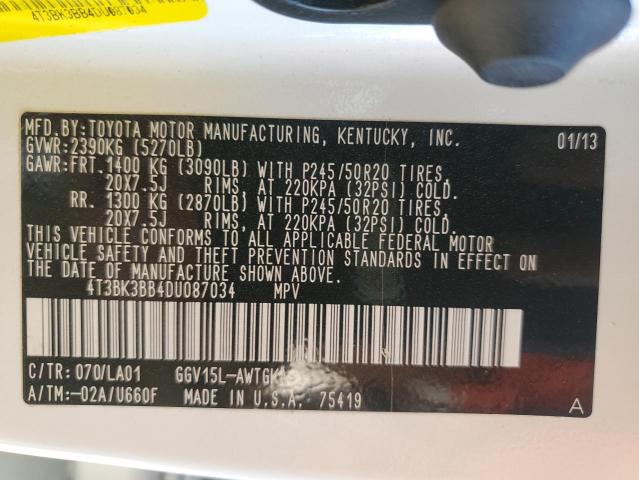 4T3BK3BB4DU087034
MFD.BY:TOYOTA MOTOR MANUFACTURING, KENTUCKY, INC. 01/13
GVWR:2390KG (5270LB)
GAWR:FRT. 1400 KG (3090LB) WITH P245/50R20 TIRES,
20X7.5J RIMS, AT 220KPA (32PSI) COLD.
RR. 1300 KG (2870LB) WITH P245/50R20 TIRES,
20X7.5J RIMS, AT 220KPA (32PSI) COLD.
THIS VEHICLE CONFORMS TO ALL APPLICABLE FEDERAL MOTOR
VEHICLE SAFETY AND THEFT PREVENTION STANDARDS IN EFFECT ON
THE DATE OF MANUFACTURE SHOWN ABOVE.
4T3BK3BB4DU087034 MPV
C/TR: 070/LA01
A/TM:-02A/U660F MADE IN U.S.A. 75419 A